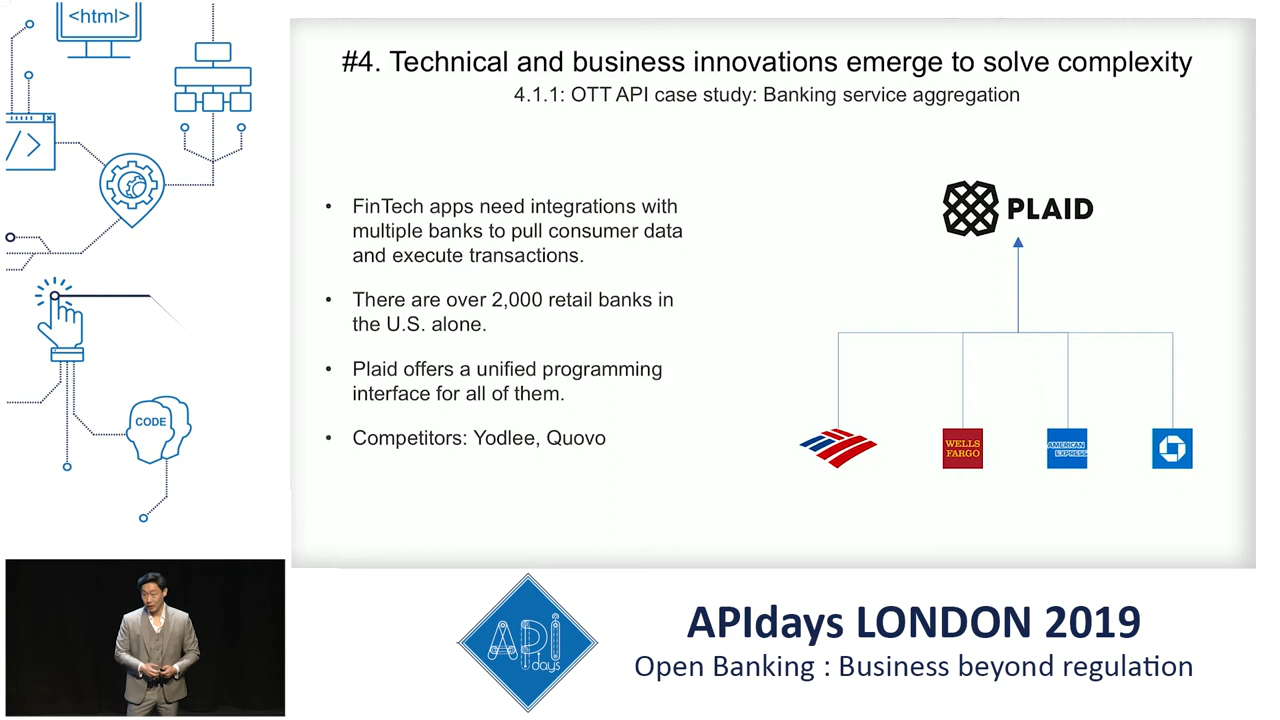 <html>
</>
CODE
#4. Technical and business innovations emerge to solve complexity
4.1.1: OTT API case study: Banking service aggregation
• FinTech apps need integrations with
multiple banks to pull consumer data
and execute transactions.
• There are over 2,000 retail banks in
the U.S. alone.
• Plaid offers a unified programming
interface for all of them.
• Competitors: Yodlee, Quovo
PLAID
WELLS
FARGO
AMERICAN
EXPRESS
API
days
APIdays LONDON 2019
Open Banking : Business beyond regulation